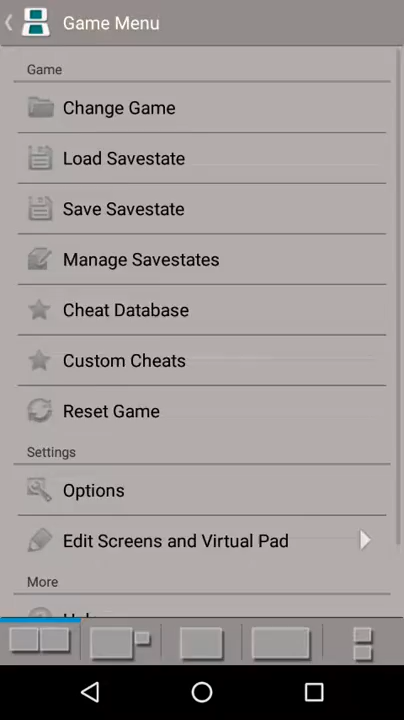 Game Menu
Game
Change Game
Load Savestate
Save Savestate
Manage Savestates
Cheat Database
Custom Cheats
Reset Game
Settings
Options
Edit Screens and Virtual Pad
More